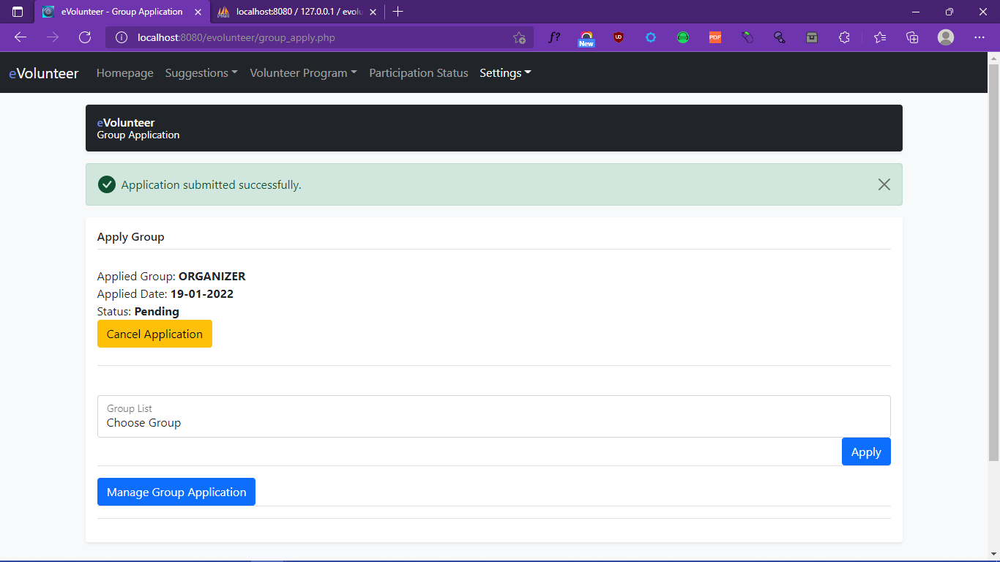 eVolunteer - Group Application
localhost:8080 / 127.0.0.1 / evolu
localhost:8080/evolunteer/group_apply.php
f?
New
UD
PDF
eVolunteer Homepage Suggestions Volunteer Program Participation Status Settings
eVolunteer
Group Application
Application submitted successfully.
Apply Group
Applied Group: ORGANIZER
Applied Date: 19-01-2022
Status: Pending
Cancel Application
Group List
Choose Group
Apply
Manage Group Application